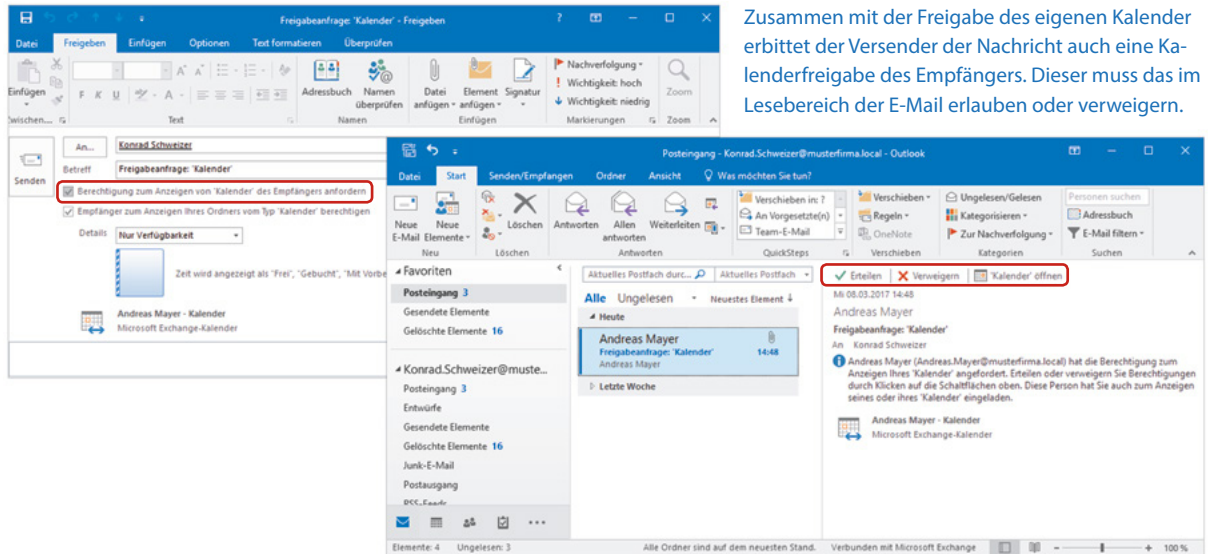 Zusammen mit der Freigabe des eigenen Kalender
erbittet der Versender der Nachricht auch eine Ka-
lenderfreigabe des Empfängers. Dieser muss das im
Lesebereich der E-Mail erlauben oder verweigern.
Freigabeanfrage: 'Kalender' - Freigeben
Datei Freigeben Einfügen Optionen Text formatieren Überprüfen
Einfügen
F K U
Adressbuch Namen überprüfen
Datei anfügen Element anfügen Signatur
Nachverfolgung
Wichtigkeit: hoch
Wichtigkeit: niedrig
Zoom
Text Namen Einfügen Markierungen Zoom
Senden
An... Konrad Schweizer
Betreff Freigabeanfrage: 'Kalender'
Berechtigung zum Anzeigen von 'Kalender' des Empfängers anfordern
Empfänger zum Anzeigen Ihres Ordners vom Typ 'Kalender' berechtigen
Details Nur Verfügbarkeit
Zeit wird angezeigt als "Frei", "Gebucht", "Mit Vorbe
Andreas Mayer - Kalender
Microsoft Exchange-Kalender
Posteingang - Konrad.Schweizer@musterfirma.local - Outlook
Datei Start Senden/Empfangen Ordner Ansicht Was möchten Sie tun?
Neue E-Mail Neue Elemente
Löschen
Antworten Allen antworten Weiterleiten
Verschieben in: ?
An Vorgesetzte(n)
Team-E-Mail
Verschieben
Regeln
OneNote
Ungelesen/Gelesen
Kategorisieren
Zur Nachverfolgung
Personen suchen
Adressbuch
E-Mail filtern
Neu Löschen Antworten QuickSteps Verschieben Kategorien Suchen
Favoriten
Posteingang 3
Gesendete Elemente
Gelöschte Elemente 16
Konrad.Schweizer@muste...
Posteingang 3
Entwürfe
Gesendete Elemente
Gelöschte Elemente 16
Junk-E-Mail
Postausgang
RSS-Feeds
Aktuelles Postfach durc... Aktuelles Postfach
Alle Ungelesen Neuestes Element
Heute
Andreas Mayer
Freigabeanfrage: 'Kalender' 14:48
Andreas Mayer
Letzte Woche
Erteilen Verweigern 'Kalender' öffnen
Mi 08.03.2017 14:48
Andreas Mayer
Freigabeanfrage: 'Kalender'
An Konrad Schweizer
Andreas Mayer (Andreas.Mayer@musterfirma.local) hat die Berechtigung zum
Anzeigen Ihres 'Kalender' angefordert. Erteilen oder verweigern Sie Berechtigungen
durch Klicken auf die Schaltflächen oben. Diese Person hat Sie auch zum Anzeigen
seines oder ihres 'Kalender' eingeladen.
Andreas Mayer - Kalender
Microsoft Exchange-Kalender
Elemente: 4 Ungelesen: 3 Alle Ordner sind auf dem neuesten Stand. Verbunden mit Microsoft Exchange 100 %